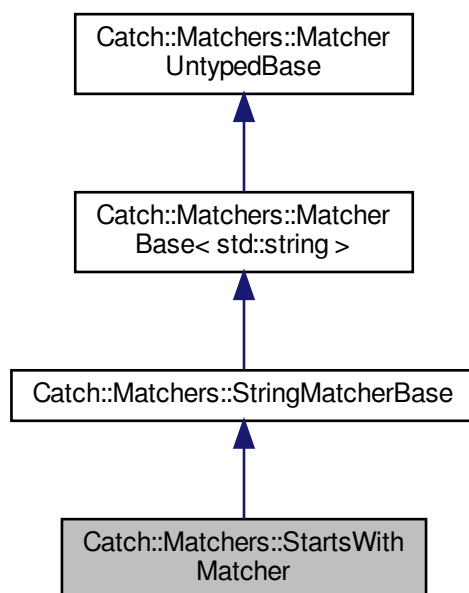 Catch::Matchers::Matcher
UntypedBase
Catch::Matchers::Matcher
Base< std::string >
Catch::Matchers::StringMatcherBase
Catch::Matchers::StartsWith
Matcher